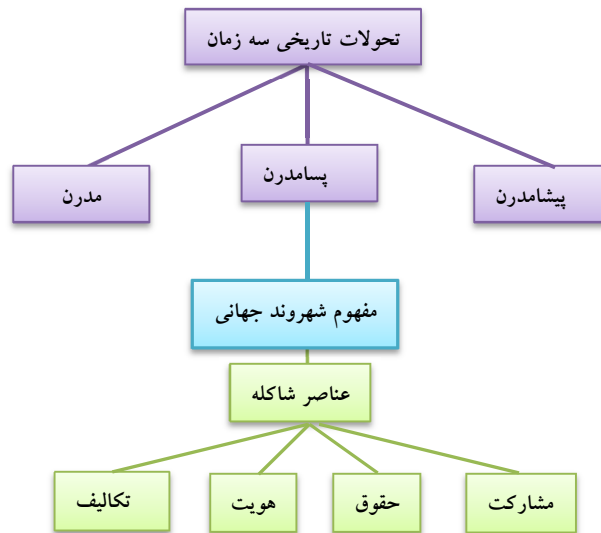 تحولات تاریخی سه زمان
پیشامدرن
پسامدرن
مدرن
مفهوم شهروند جهانی
عناصر شاکله
مشارکت
حقوق
هویت
تکالیف